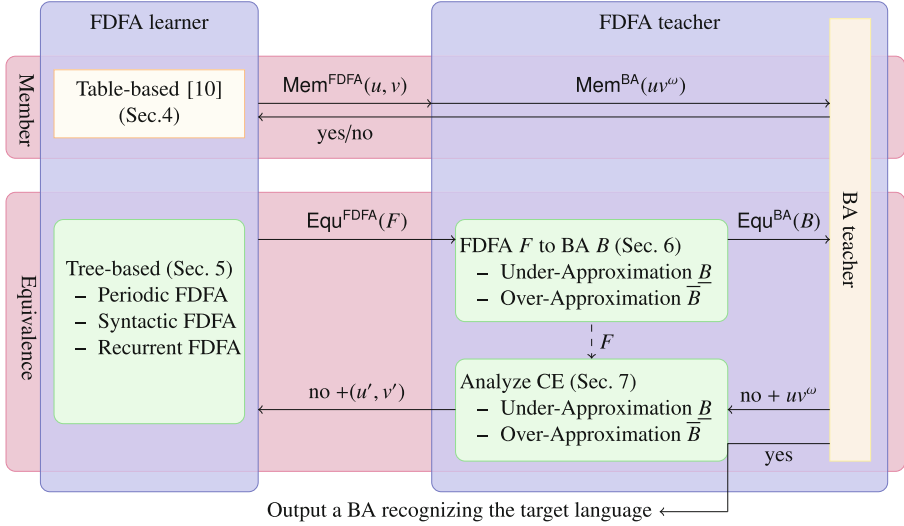 FDFA learner
FDFA teacher
Member
Table-based [10]
(Sec.4)
Mem^FDFA(u, v)
Mem^BA(uv^ω)
yes/no
BA teacher
Equivalence
Tree-based (Sec. 5)
– Periodic FDFA
– Syntactic FDFA
– Recurrent FDFA
Equ^FDFA(F)
FDFA F to BA B (Sec. 6)
– Under-Approximation B̲
– Over-Approximation B̅
Equ^BA(B)
F
Analyze CE (Sec. 7)
– Under-Approximation B̲
– Over-Approximation B̅
no +(u′, v′)
no + uv^ω
yes
Output a BA recognizing the target language